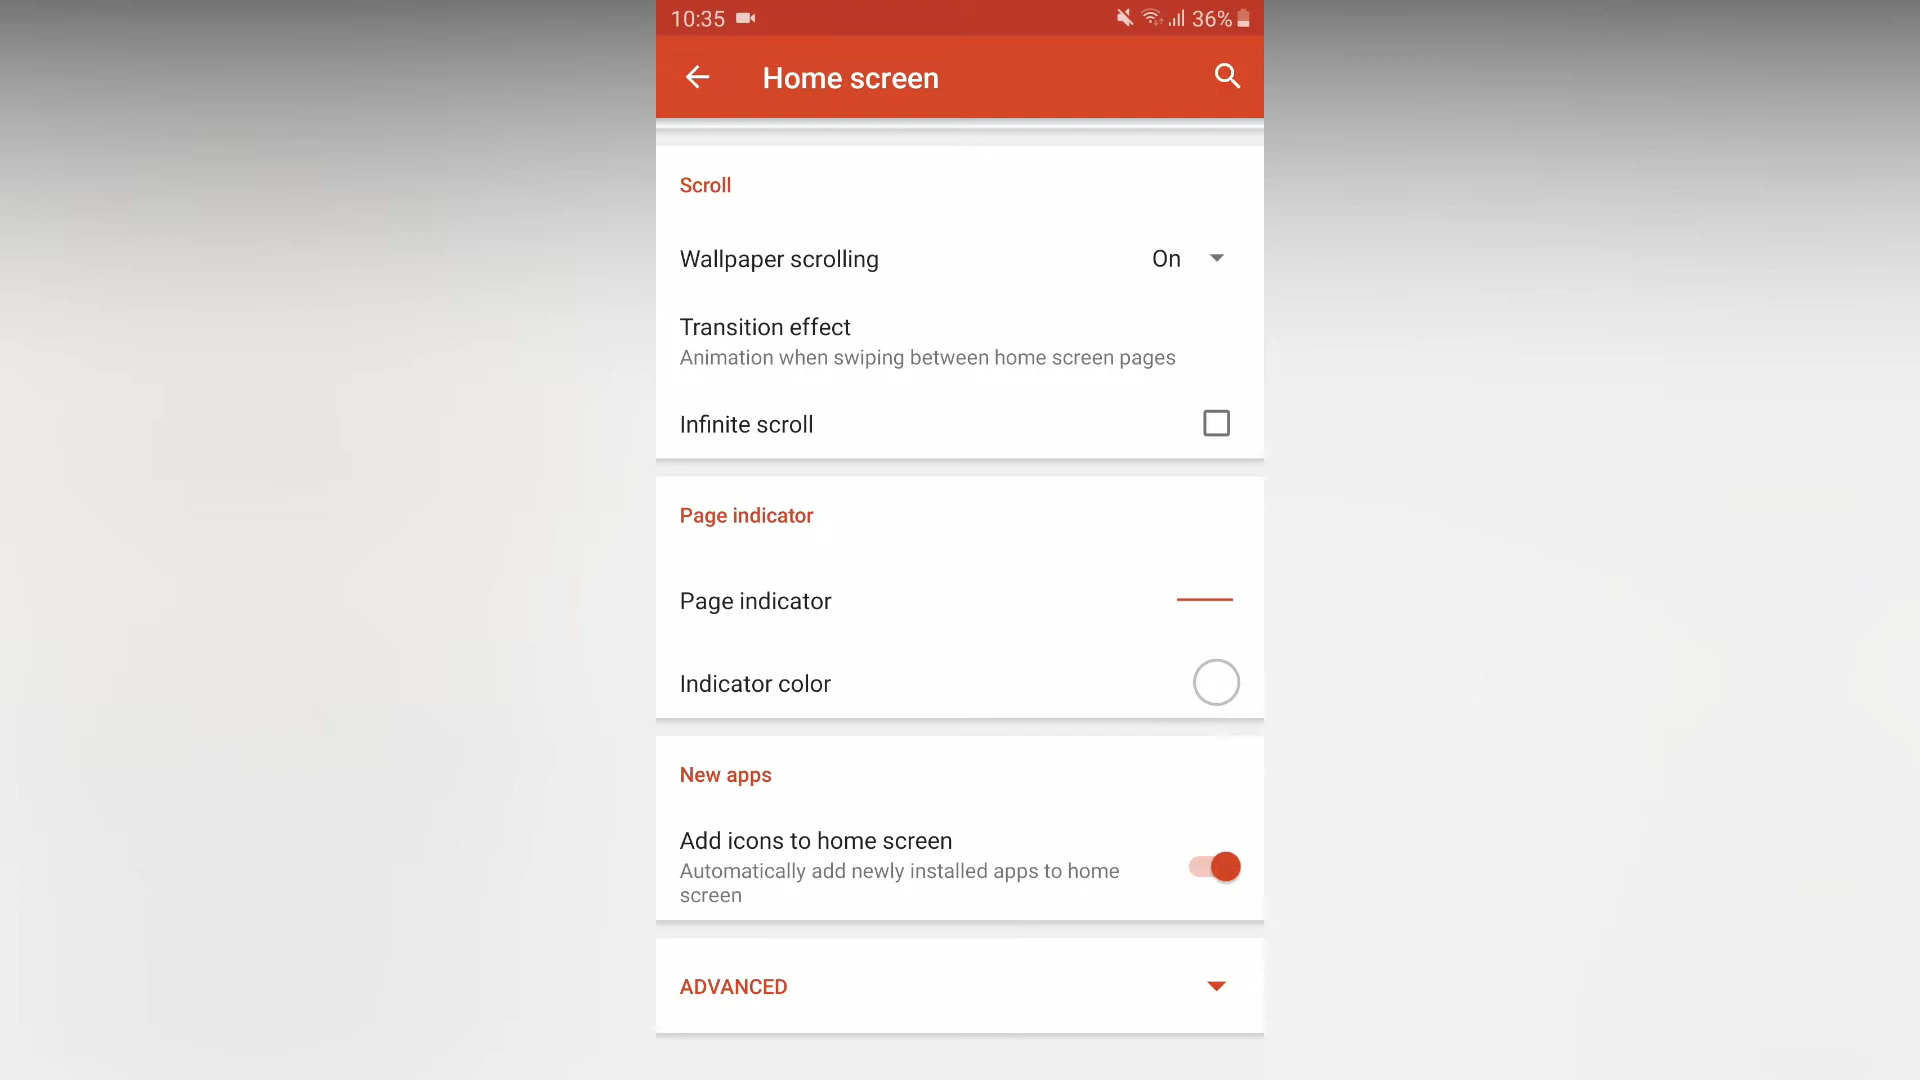 10:35 36%
Home screen
Scroll
Wallpaper scrolling On
Transition effect
Animation when swiping between home screen pages
Infinite scroll
Page indicator
Page indicator
Indicator color
New apps
Add icons to home screen
Automatically add newly installed apps to home
screen
ADVANCED